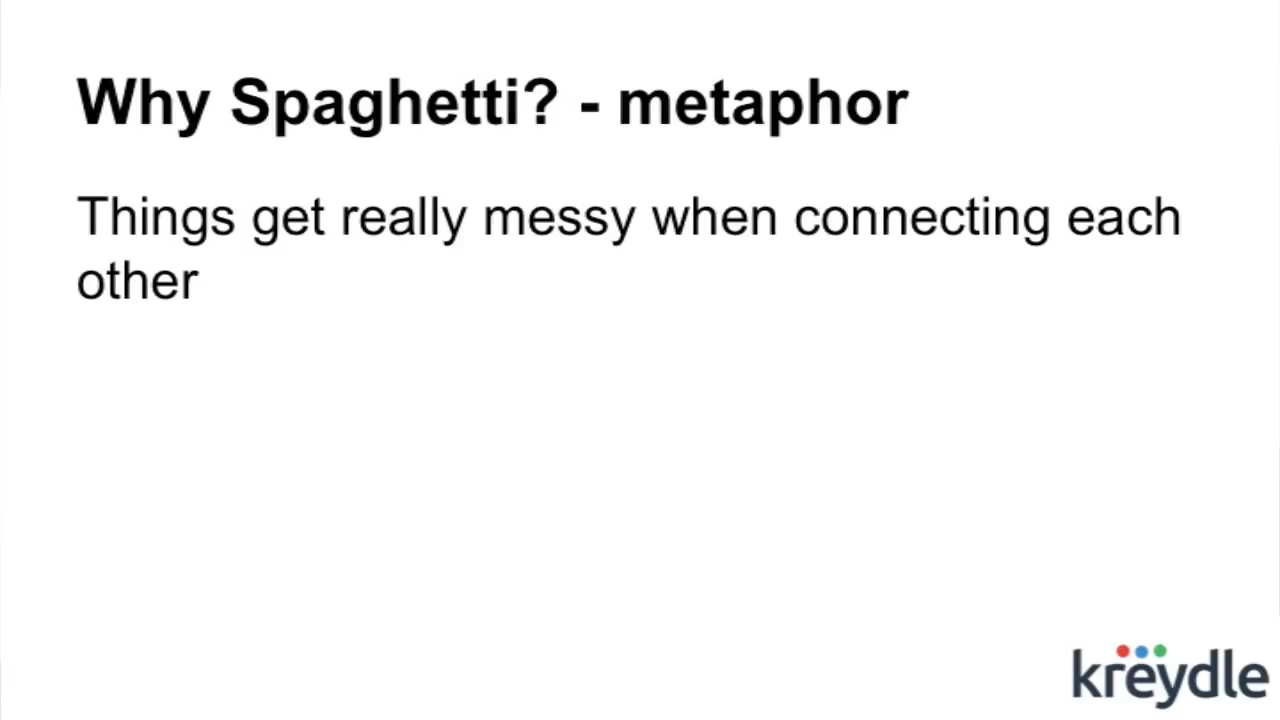 Why Spaghetti? - metaphor
Things get really messy when connecting each
other
kreydle